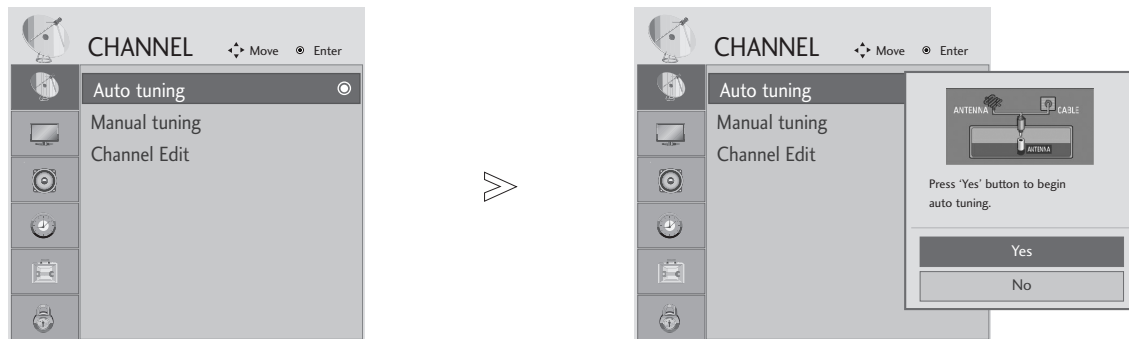 CHANNEL Move Enter
Auto tuning
Manual tuning
Channel Edit
CHANNEL Move Enter
Auto tuning
Manual tuning
Channel Edit
ANTENNA CABLE
ANTENNA
Press ‘Yes’ button to begin
auto tuning.
Yes
No